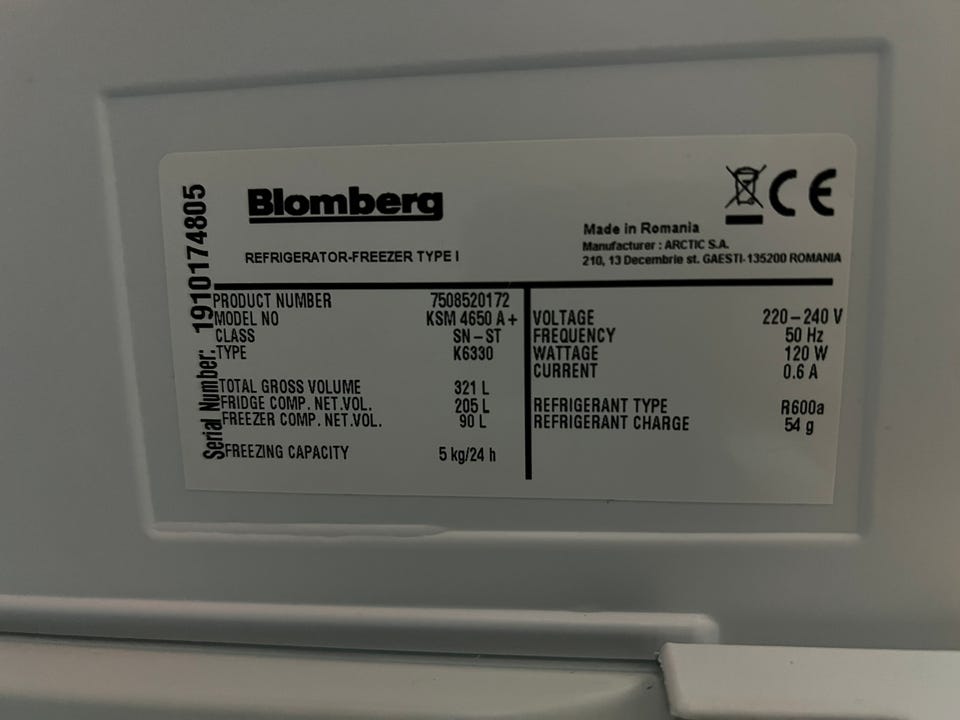 Serial Number: 1910174805
Blomberg
REFRIGERATOR-FREEZER TYPE I
CE
Made in Romania
Manufacturer : ARCTIC S.A.
210, 13 Decembrie st. GAESTI-135200 ROMANIA
PRODUCT NUMBER 7508520172
MODEL NO KSM 4650 A+
CLASS SN-ST
TYPE K6330
TOTAL GROSS VOLUME 321 L
FRIDGE COMP. NET.VOL. 205 L
FREEZER COMP. NET.VOL. 90 L
FREEZING CAPACITY 5 kg/24 h
VOLTAGE 220-240 V
FREQUENCY 50 Hz
WATTAGE 120 W
CURRENT 0.6 A
REFRIGERANT TYPE R600a
REFRIGERANT CHARGE 54 g